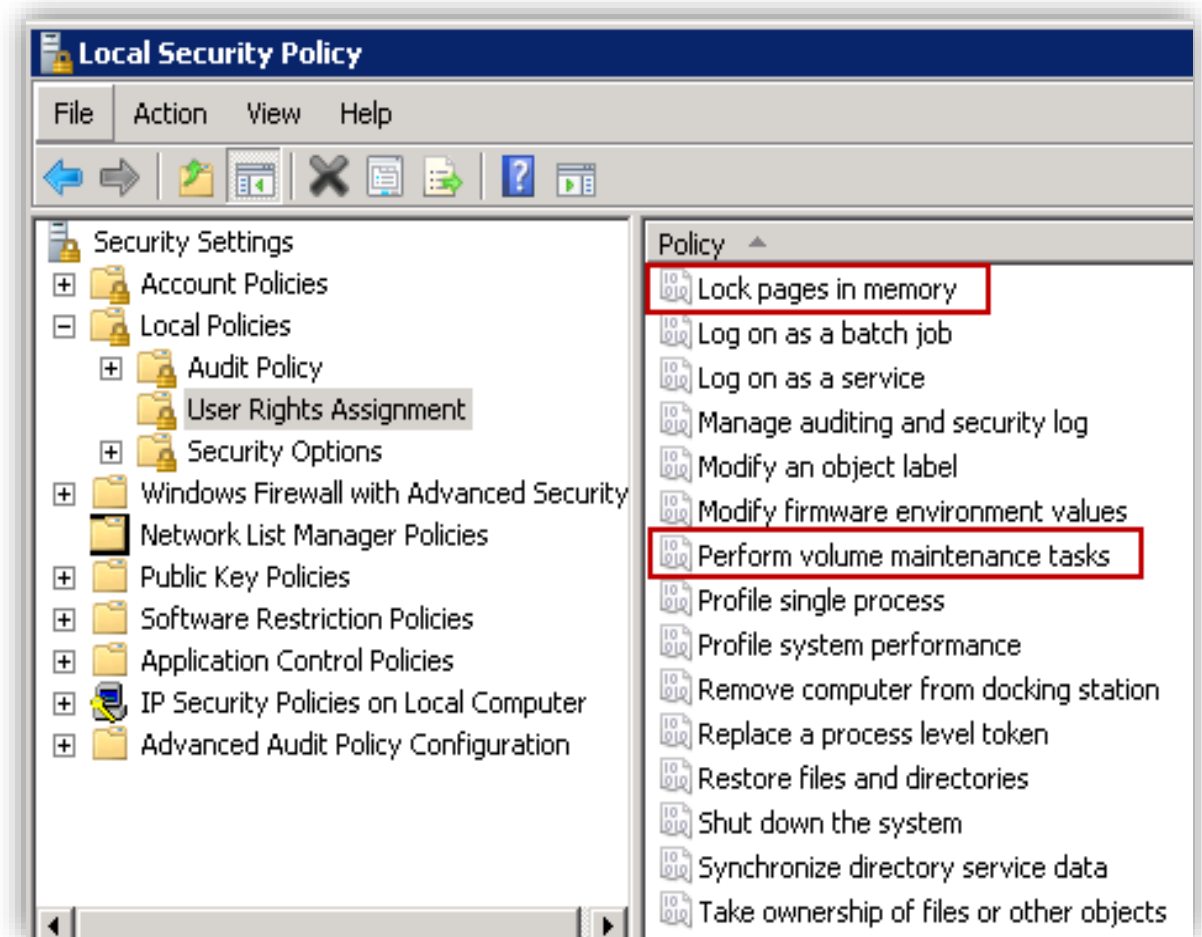 Local Security Policy
File Action View Help
Security Settings
Account Policies
Local Policies
Audit Policy
User Rights Assignment
Security Options
Windows Firewall with Advanced Security
Network List Manager Policies
Public Key Policies
Software Restriction Policies
Application Control Policies
IP Security Policies on Local Computer
Advanced Audit Policy Configuration
Policy
Lock pages in memory
Log on as a batch job
Log on as a service
Manage auditing and security log
Modify an object label
Modify firmware environment values
Perform volume maintenance tasks
Profile single process
Profile system performance
Remove computer from docking station
Replace a process level token
Restore files and directories
Shut down the system
Synchronize directory service data
Take ownership of files or other objects